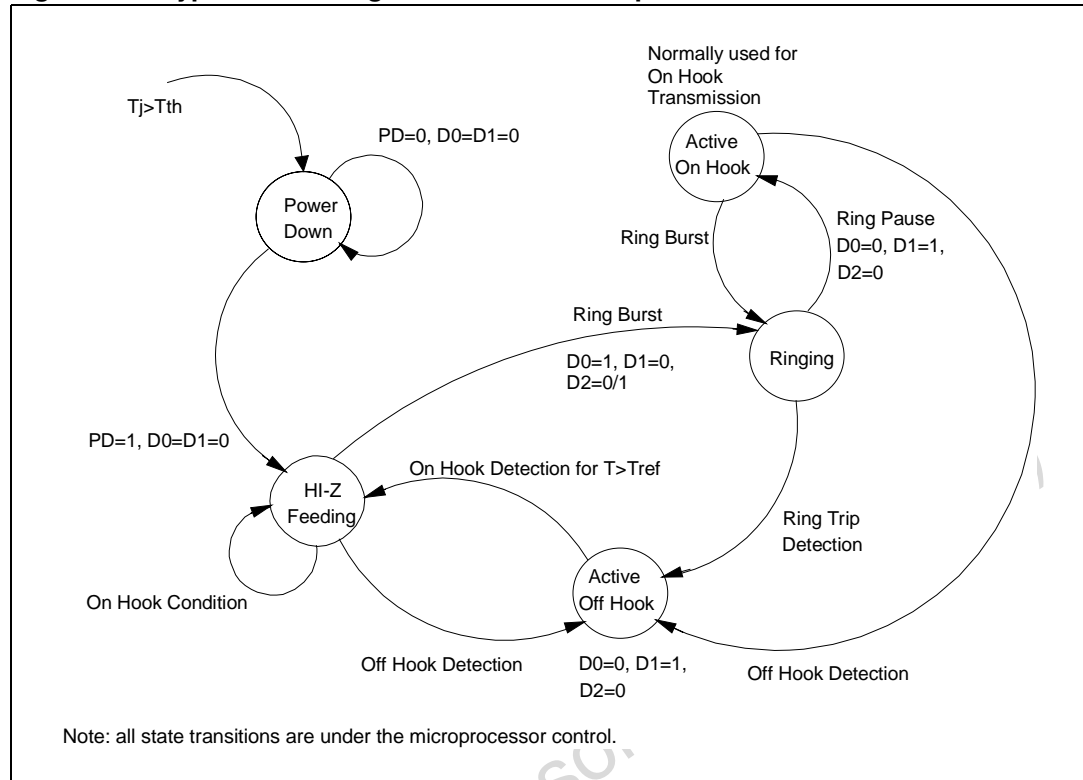 Normally used for
On Hook
Transmission
Tj>Tth
PD=0, D0=D1=0
Active
On Hook
Power
Down
Ring Burst
Ring Pause
D0=0, D1=1,
D2=0
Ring Burst
Ringing
D0=1, D1=0,
D2=0/1
PD=1, D0=D1=0
On Hook Detection for T>Tref
HI-Z
Feeding
Ring Trip
Detection
Active
Off Hook
On Hook Condition
Off Hook Detection
D0=0, D1=1,
D2=0
Off Hook Detection
Note: all state transitions are under the microprocessor control.